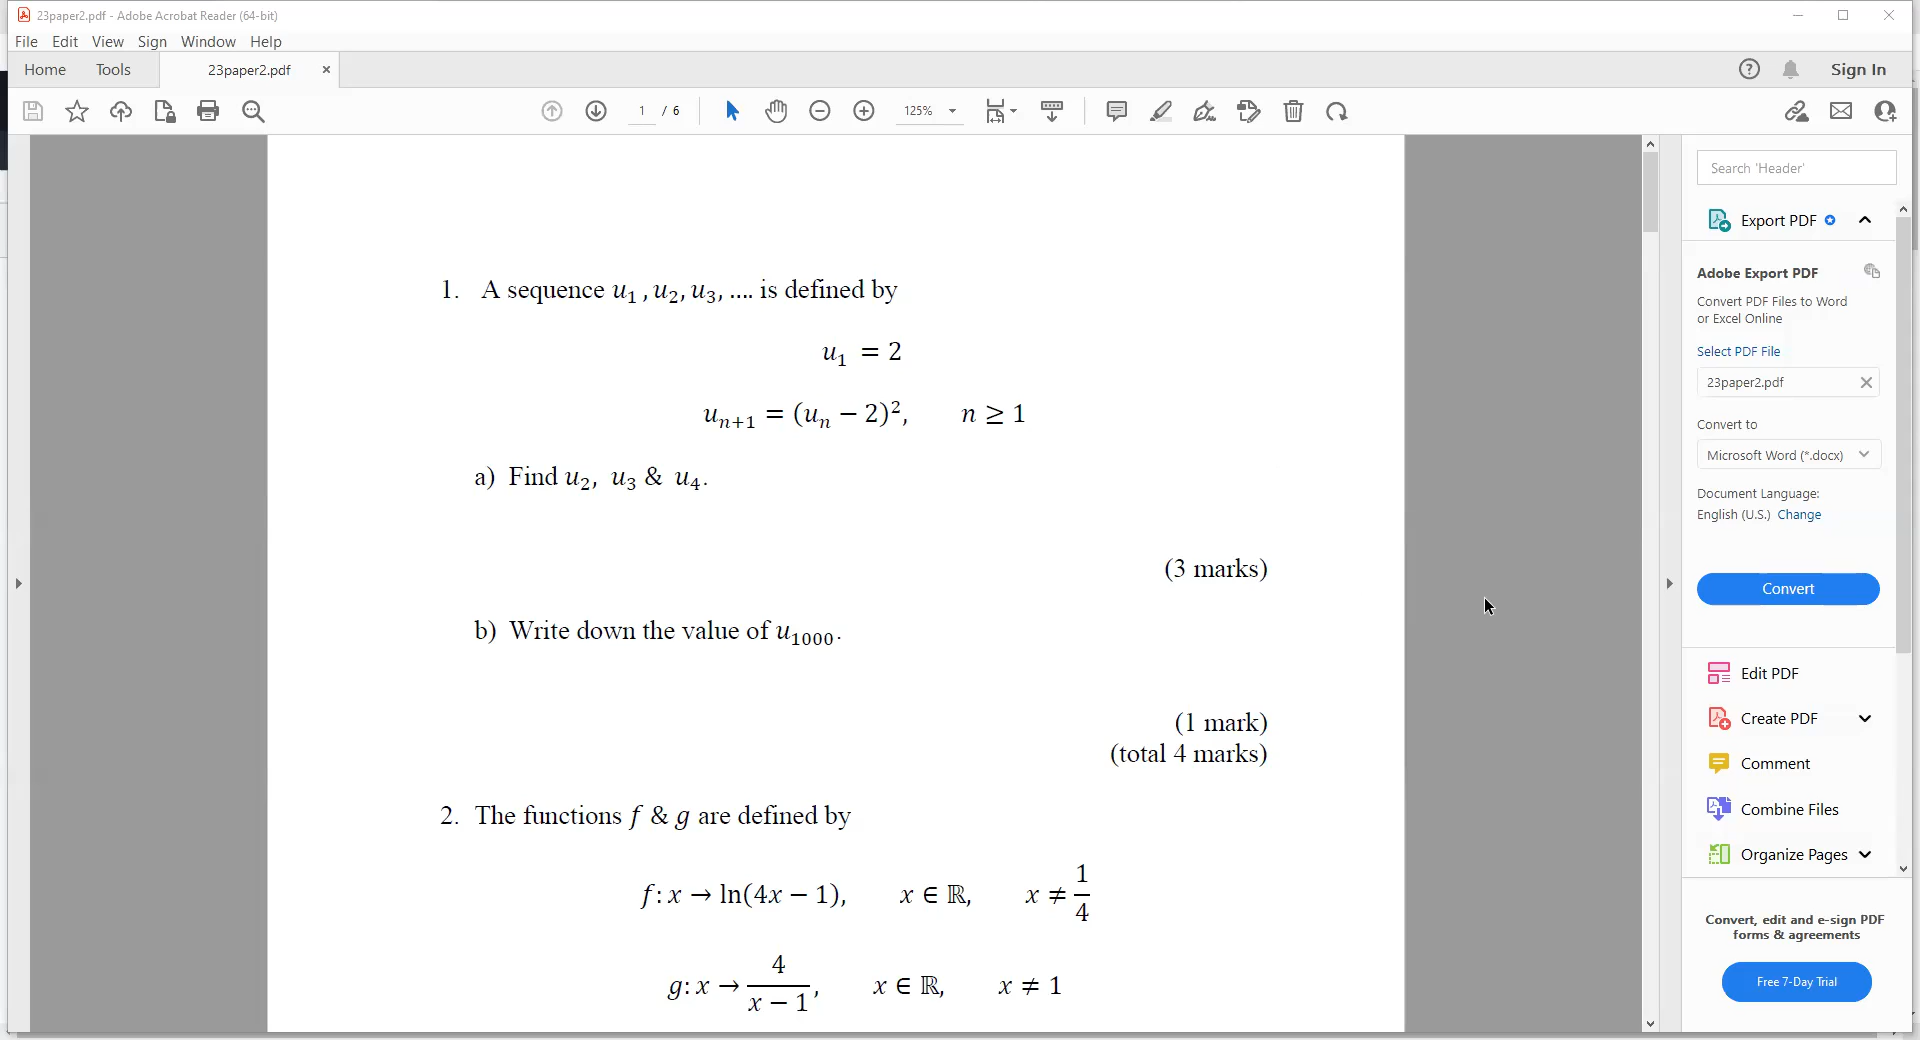 23paper2.pdf - Adobe Acrobat Reader (64-bit)
File Edit View Sign Window Help
Home Tools 23paper2.pdf × Sign In
1 / 6 125%
1. A sequence u₁ , u₂, u₃, .... is defined by
u₁ = 2
uₙ₊₁ = (uₙ − 2)², n ≥ 1
a) Find u₂, u₃ & u₄.
(3 marks)
b) Write down the value of u₁₀₀₀.
(1 mark)
(total 4 marks)
2. The functions f & g are defined by
f: x → ln(4x − 1), x ∈ ℝ, x ≠ 1/4
g: x → 4/(x − 1), x ∈ ℝ, x ≠ 1
Search 'Header'
Export PDF
Adobe Export PDF
Convert PDF Files to Word
or Excel Online
Select PDF File
23paper2.pdf
Convert to
Microsoft Word (*.docx)
Document Language:
English (U.S.) Change
Convert
Edit PDF
Create PDF
Comment
Combine Files
Organize Pages
Convert, edit and e-sign PDF
forms & agreements
Free 7-Day Trial